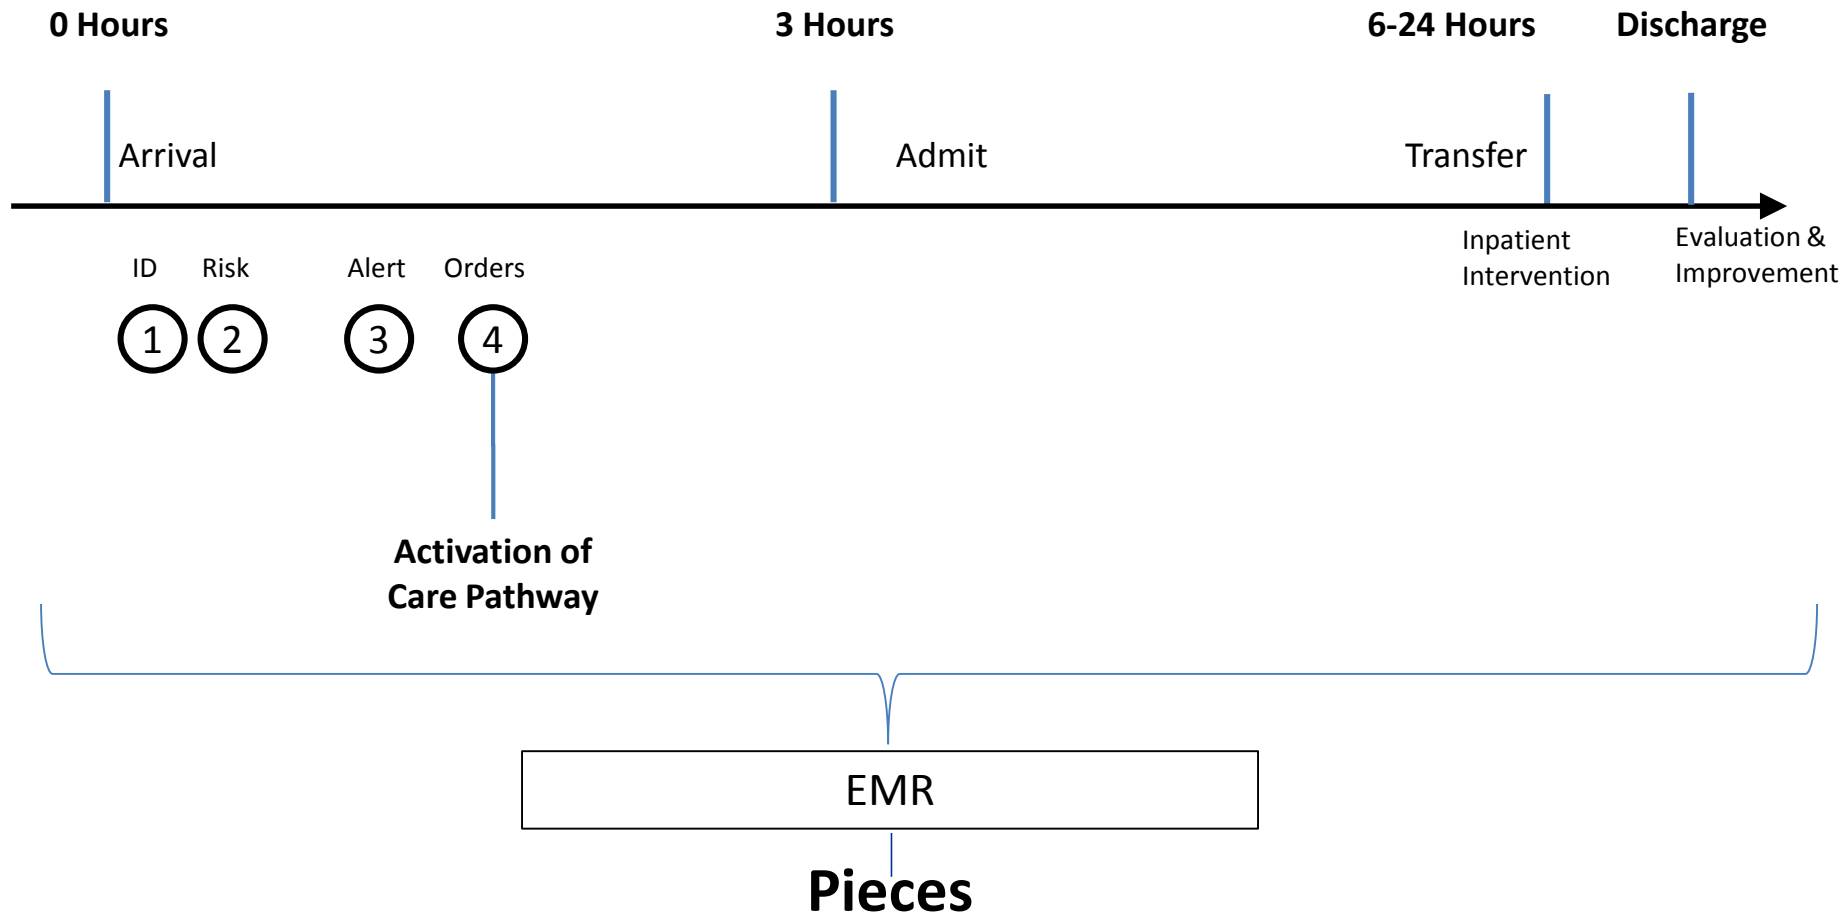 0 Hours
3 Hours
6-24 Hours
Discharge
Arrival
Admit
Transfer
Inpatient
Intervention
Evaluation &
Improvement
ID
Risk
Alert
Orders
1
2
3
4
Activation of
Care Pathway
EMR
Pieces